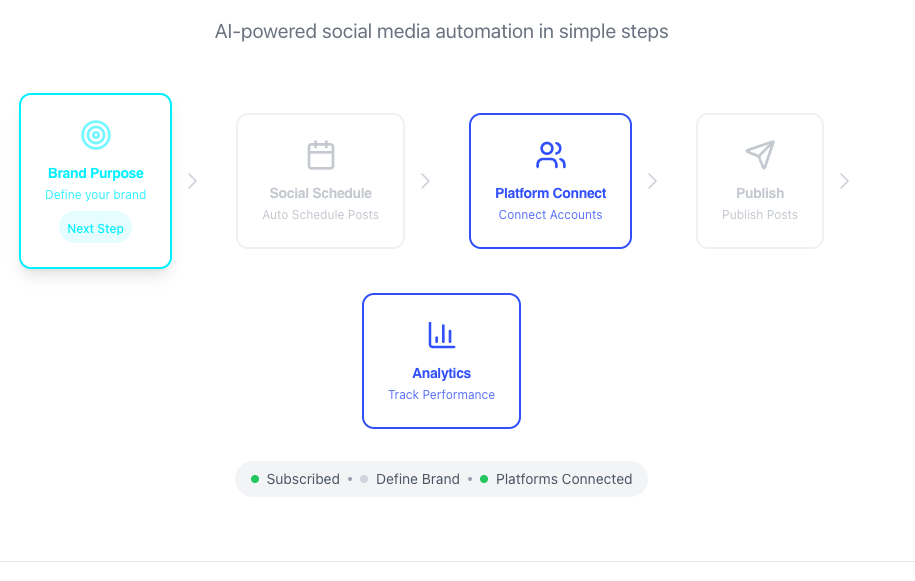 AI-powered social media automation in simple steps
Brand Purpose
Define your brand
Next Step
Social Schedule
Auto Schedule Posts
Platform Connect
Connect Accounts
Publish
Publish Posts
Analytics
Track Performance
Subscribed • Define Brand • Platforms Connected